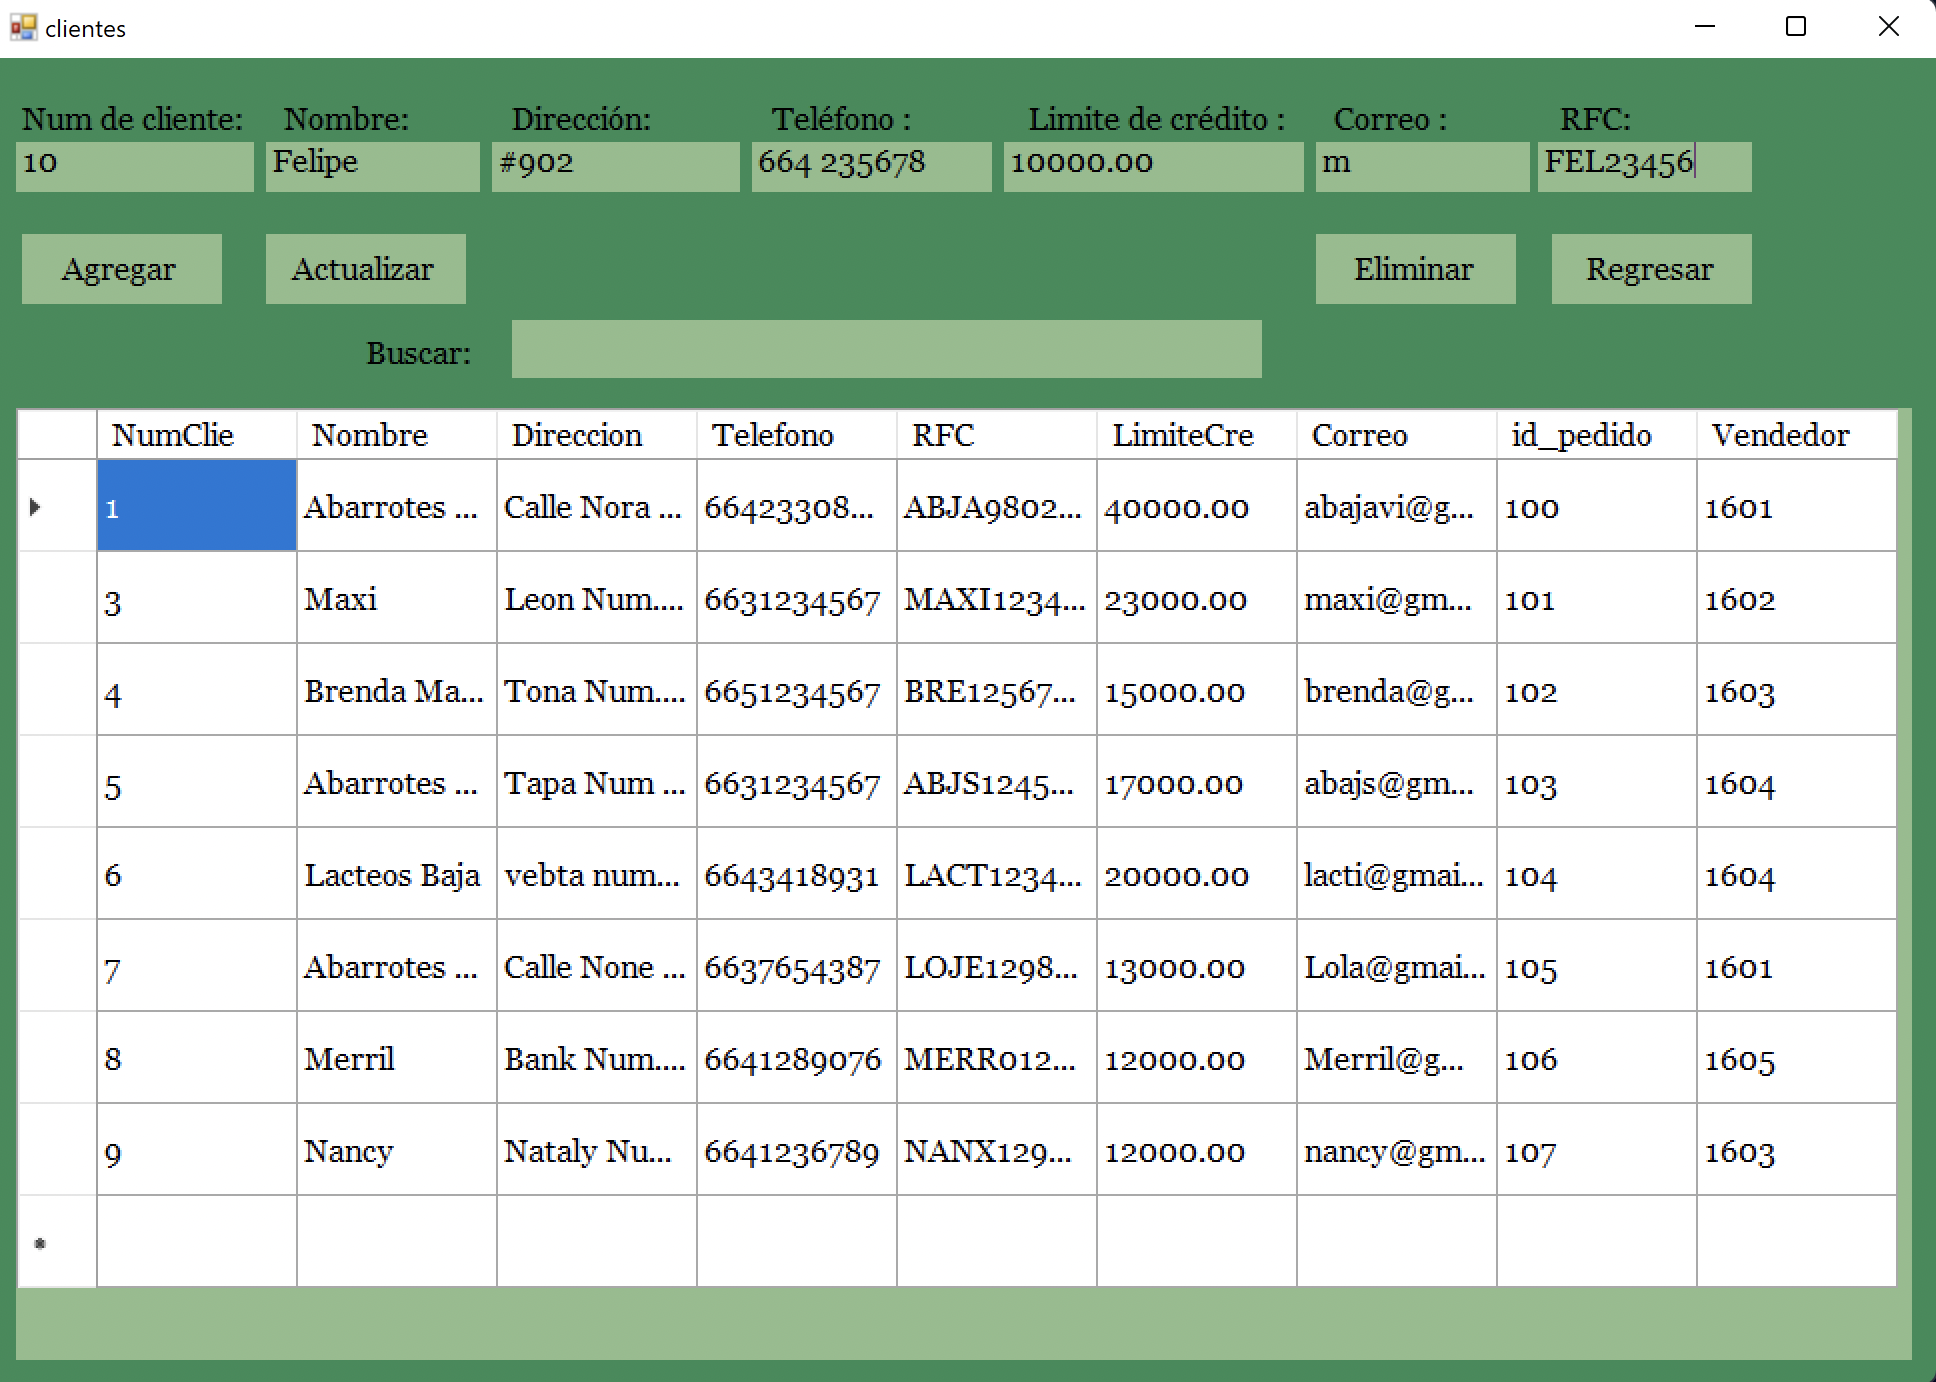 clientes
Num de cliente: Nombre: Dirección: Teléfono : Limite de crédito : Correo : RFC:
10 Felipe #902 664 235678 10000.00 m FEL23456
Agregar Actualizar Eliminar Regresar
Buscar:
NumClie Nombre Direccion Telefono RFC LimiteCre Correo id_pedido Vendedor
1 Abarrotes ... Calle Nora ... 66423308... ABJA9802... 40000.00 abajavi@g... 100 1601
3 Maxi Leon Num.... 6631234567 MAXI1234... 23000.00 maxi@gm... 101 1602
4 Brenda Ma... Tona Num.... 6651234567 BRE12567... 15000.00 brenda@g... 102 1603
5 Abarrotes ... Tapa Num ... 6631234567 ABJS1245... 17000.00 abajs@gm... 103 1604
6 Lacteos Baja vebta num... 6643418931 LACT1234... 20000.00 lacti@gmai... 104 1604
7 Abarrotes ... Calle None ... 6637654387 LOJE1298... 13000.00 Lola@gmai... 105 1601
8 Merril Bank Num.... 6641289076 MERR012... 12000.00 Merril@g... 106 1605
9 Nancy Nataly Nu... 6641236789 NANX129... 12000.00 nancy@gm... 107 1603